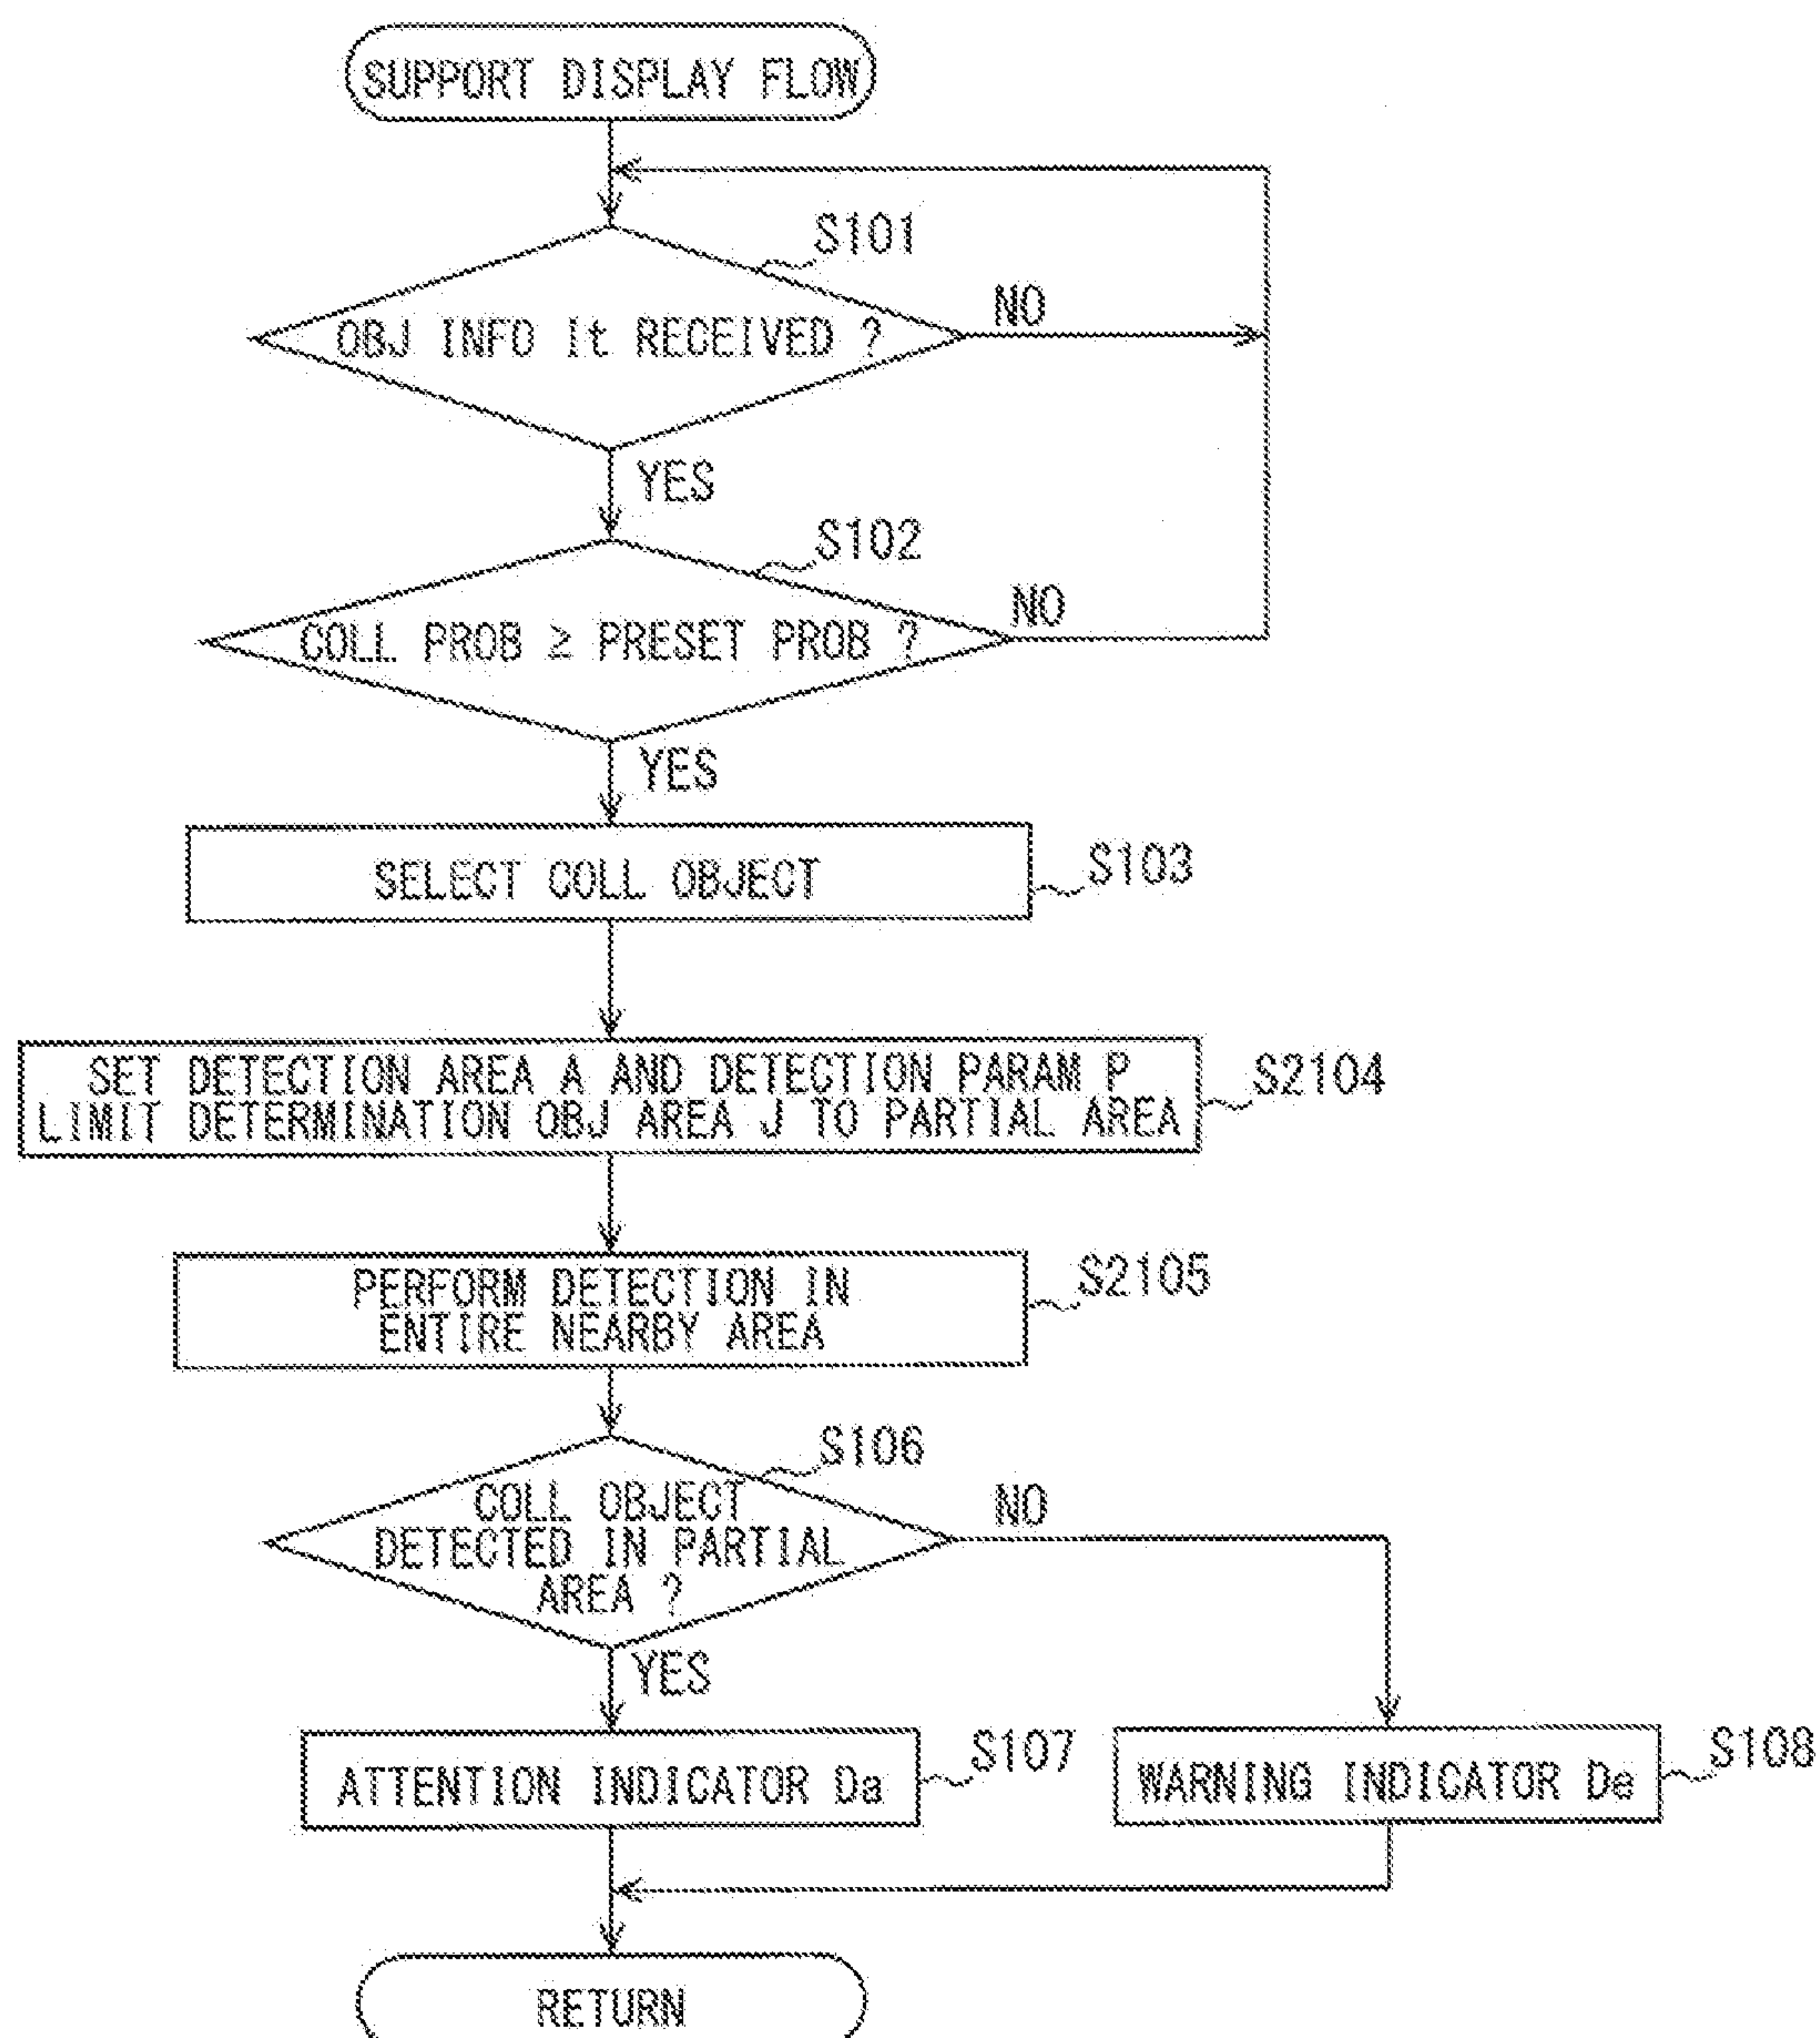 SUPPORT DISPLAY FLOW
S101
OBJ INFO It RECEIVED ?
NO
YES
S102
COLL PROB ≥ PRESET PROB ?
NO
YES
SELECT COLL OBJECT
S103
SET DETECTION AREA A AND DETECTION PARAM P
LIMIT DETERMINATION OBJ AREA J TO PARTIAL AREA
S2104
PERFORM DETECTION IN
ENTIRE NEARBY AREA
S2105
S106
COLL OBJECT
DETECTED IN PARTIAL
AREA ?
NO
YES
ATTENTION INDICATOR Da
S107
WARNING INDICATOR De
S108
RETURN